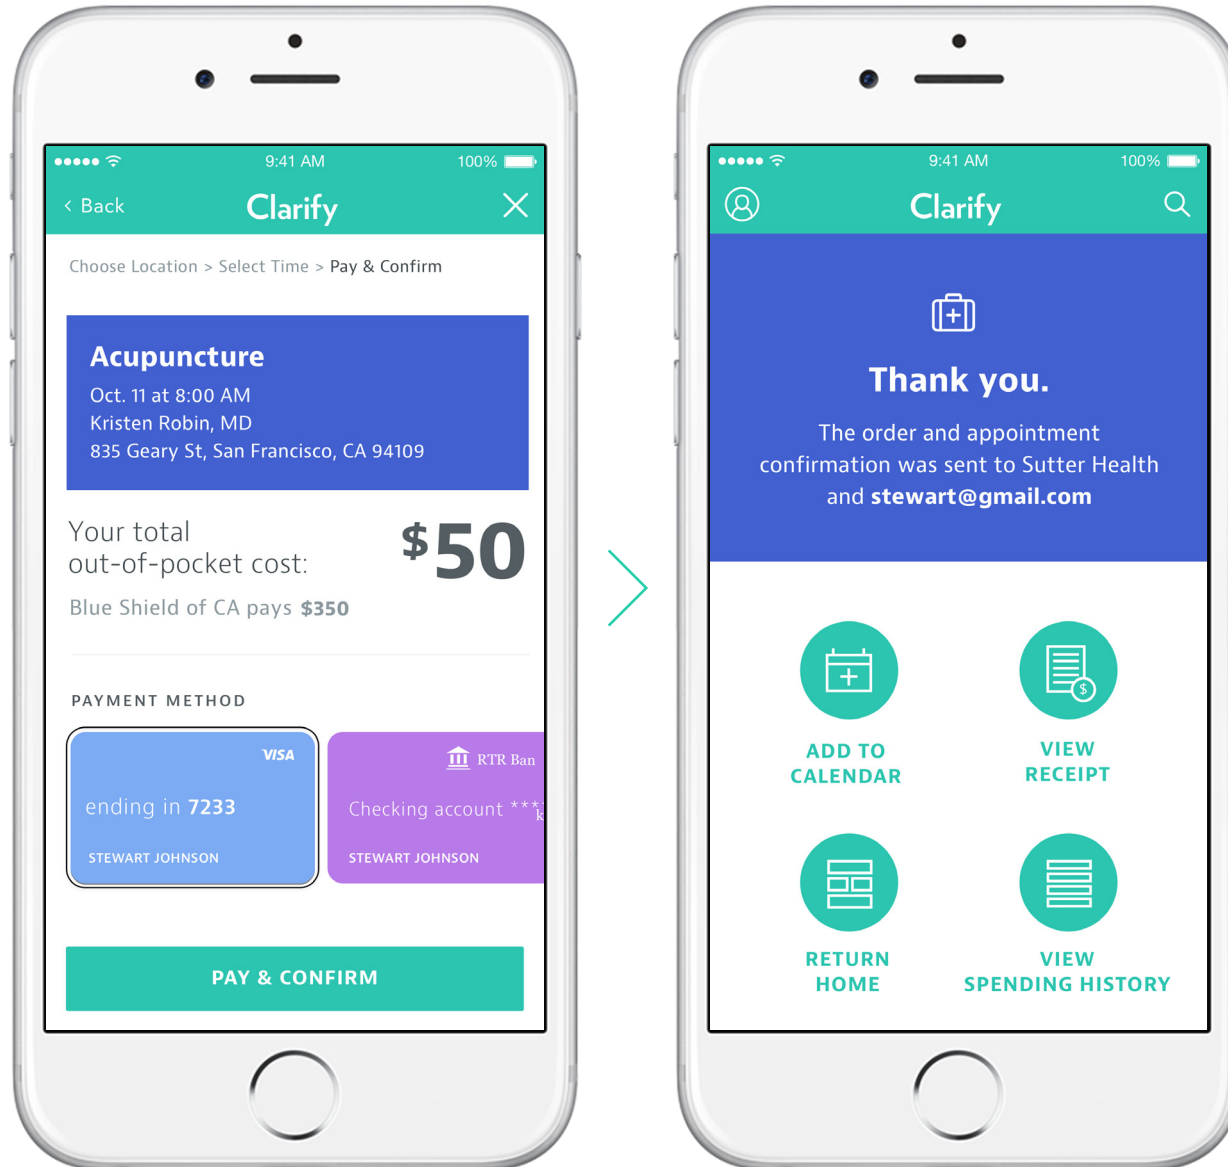 9:41 AM
100%
< Back
Clarify
Choose Location > Select Time > Pay & Confirm
Acupuncture
Oct. 11 at 8:00 AM
Kristen Robin, MD
835 Geary St, San Francisco, CA 94109
Your total
out-of-pocket cost:
$50
Blue Shield of CA pays $350
PAYMENT METHOD
VISA
ending in 7233
STEWART JOHNSON
RTR Ban
k
Checking account ***
STEWART JOHNSON
PAY & CONFIRM
9:41 AM
100%
Clarify
Thank you.
The order and appointment
confirmation was sent to Sutter Health
and stewart@gmail.com
ADD TO
CALENDAR
VIEW
RECEIPT
$
RETURN
HOME
VIEW
SPENDING HISTORY